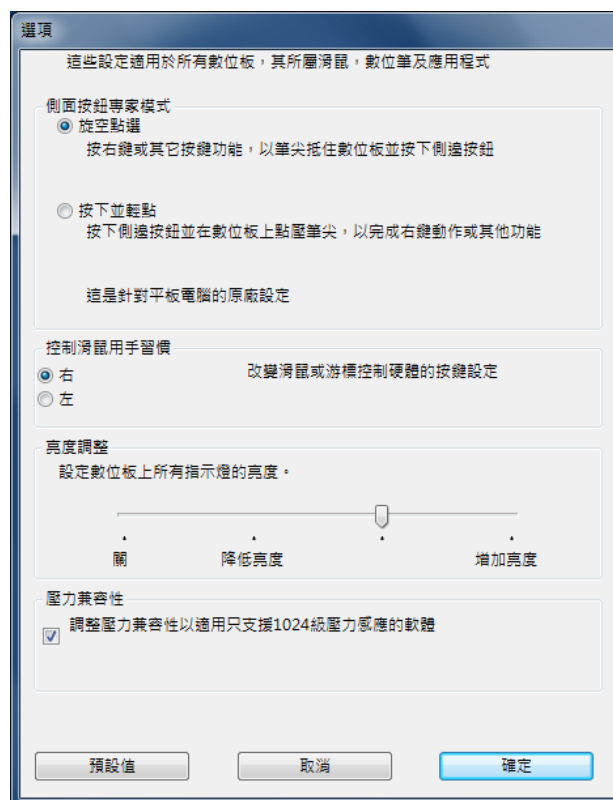 選項
這些設定適用於所有數位板，其所屬滑鼠，數位筆及應用程式
側面按鈕專家模式
旋空點選
按右鍵或其它按鍵功能，以筆尖抵住數位板並按下側邊按鈕
按下並輕點
按下側邊按鈕並在數位板上點壓筆尖，以完成右鍵動作或其他功能
這是針對平板電腦的原廠設定
控制滑鼠用手習慣
右
改變滑鼠或游標控制硬體的按鍵設定
左
亮度調整
設定數位板上所有指示燈的亮度。
關 降低亮度 增加亮度
壓力兼容性
調整壓力兼容性以適用只支援1024級壓力感應的軟體
預設值 取消 確定